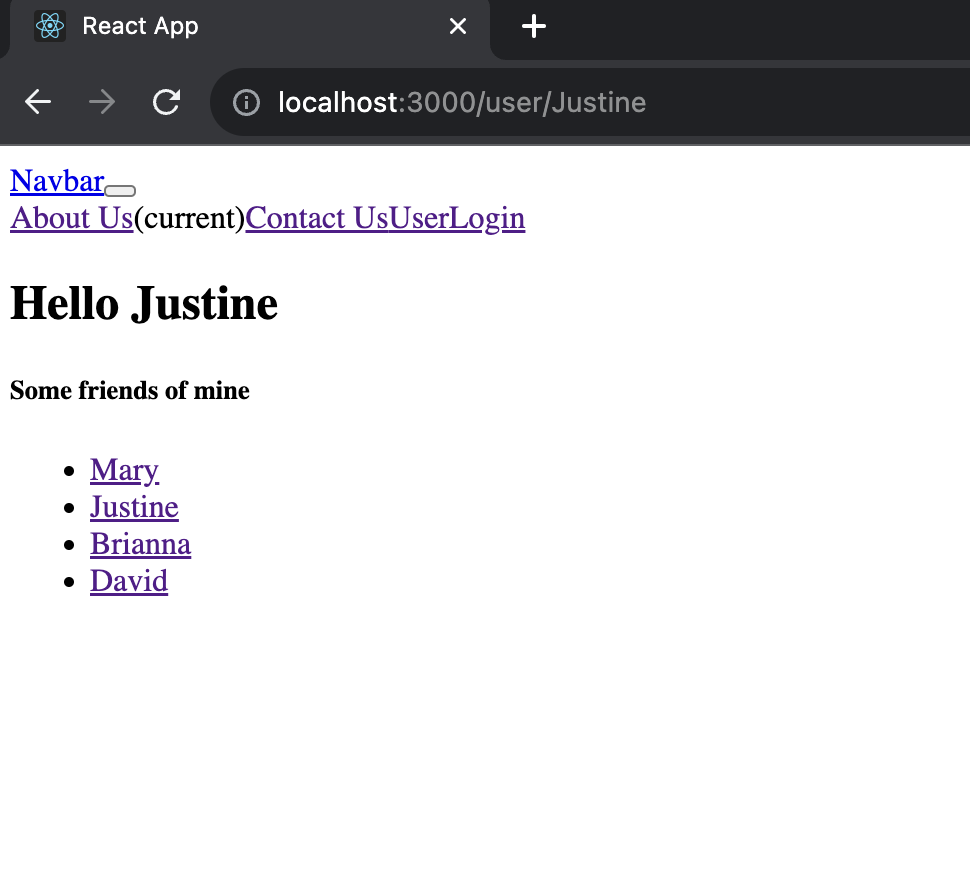 React App
localhost:3000/user/Justine
Navbar
About Us(current)Contact UsUserLogin
Hello Justine
Some friends of mine
Mary
Justine
Brianna
David